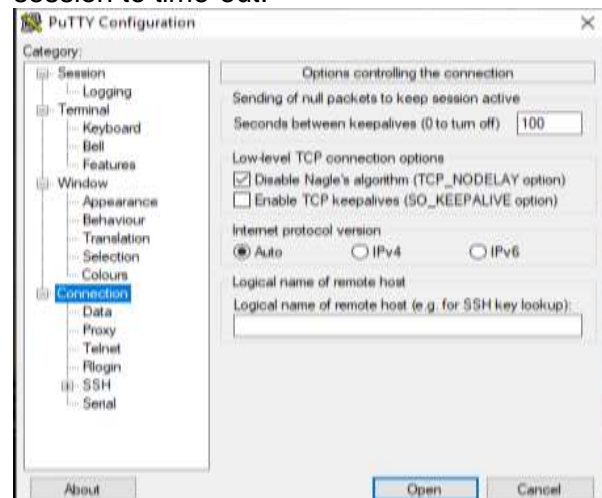 session to time-out.
PuTTY Configuration
Category:
Session
Logging
Terminal
Keyboard
Bell
Features
Window
Appearance
Behaviour
Translation
Selection
Colours
Connection
Data
Proxy
Telnet
Rlogin
SSH
Serial
Options controlling the connection
Sending of null packets to keep session active
Seconds between keepalives (0 to turn off) 100
Low-level TCP connection options
Disable Nagle's algorithm (TCP_NODELAY option)
Enable TCP keepalives (SO_KEEPALIVE option)
Internet protocol version
Auto IPv4 IPv6
Logical name of remote host
Logical name of remote host (e.g. for SSH key lookup):
About Open Cancel